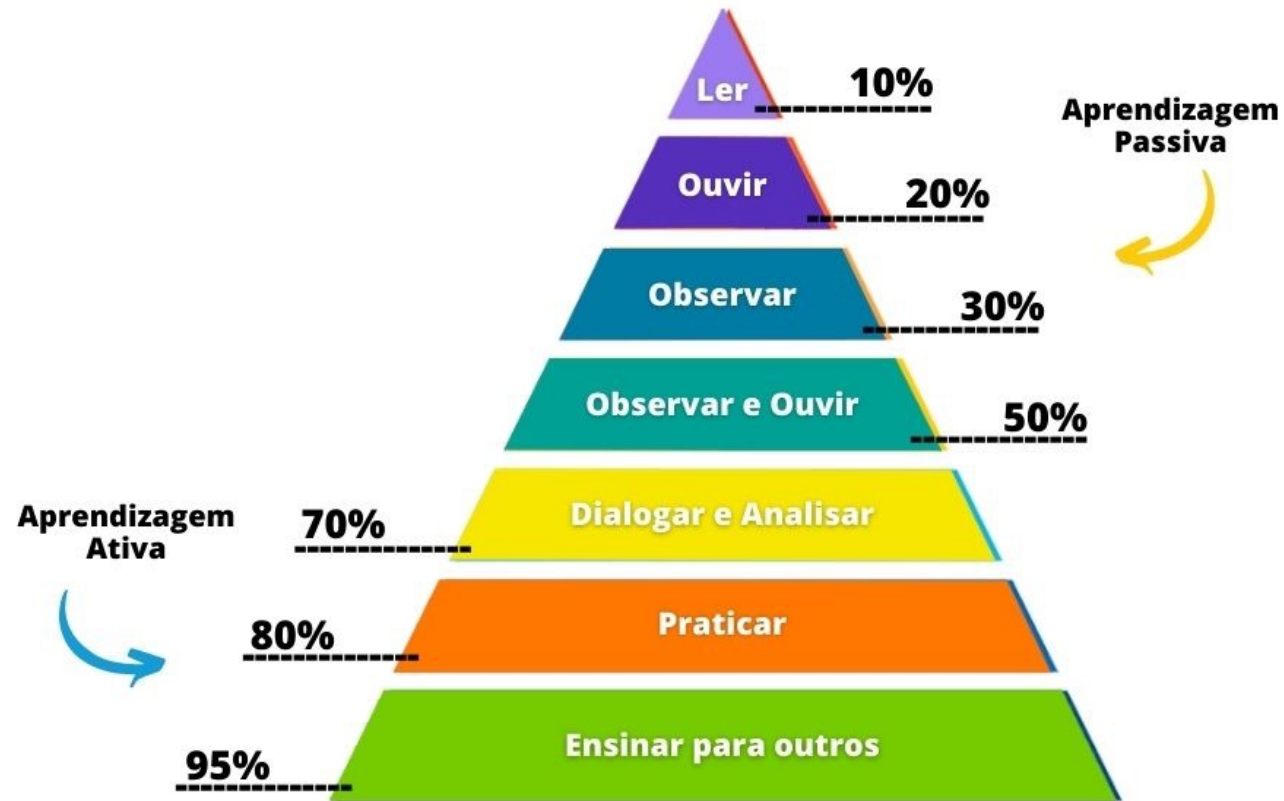 Ler
10%
Aprendizagem
Passiva
Ouvir
20%
Observar
30%
Observar e Ouvir
50%
Aprendizagem
Ativa
70%
Dialogar e Analisar
80%
Praticar
95%
Ensinar para outros